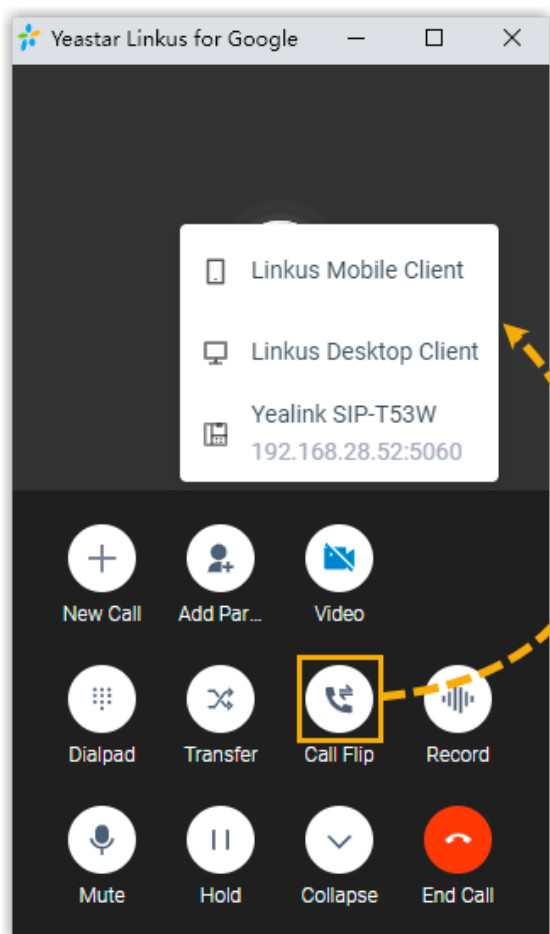 Yeastar Linkus for Google
Linkus Mobile Client
Linkus Desktop Client
Yealink SIP-T53W
192.168.28.52:5060
New Call
Add Par...
Video
Dialpad
Transfer
Call Flip
Record
Mute
Hold
Collapse
End Call